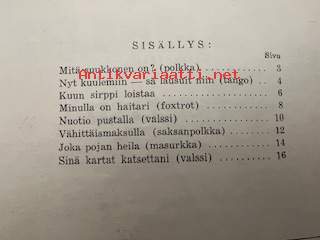 SISÄLLYS:
Sivu
Mitä suukkonen on? (polkka) .......... 3
Antikvariaatti.net
Nyt kuulemiin — sä lausuit niin (tango) . 4
Kuun sirppi loistaa .................. 6
Minulla on haitari (foxtrot) .......... 8
Nuotio pustalla (valssi) .............. 10
Vähittäismaksulla (saksanpolkka) ..... 12
Joka pojan heila (masurkka) .......... 14
Sinä kartat katsettani (valssi) ........ 16